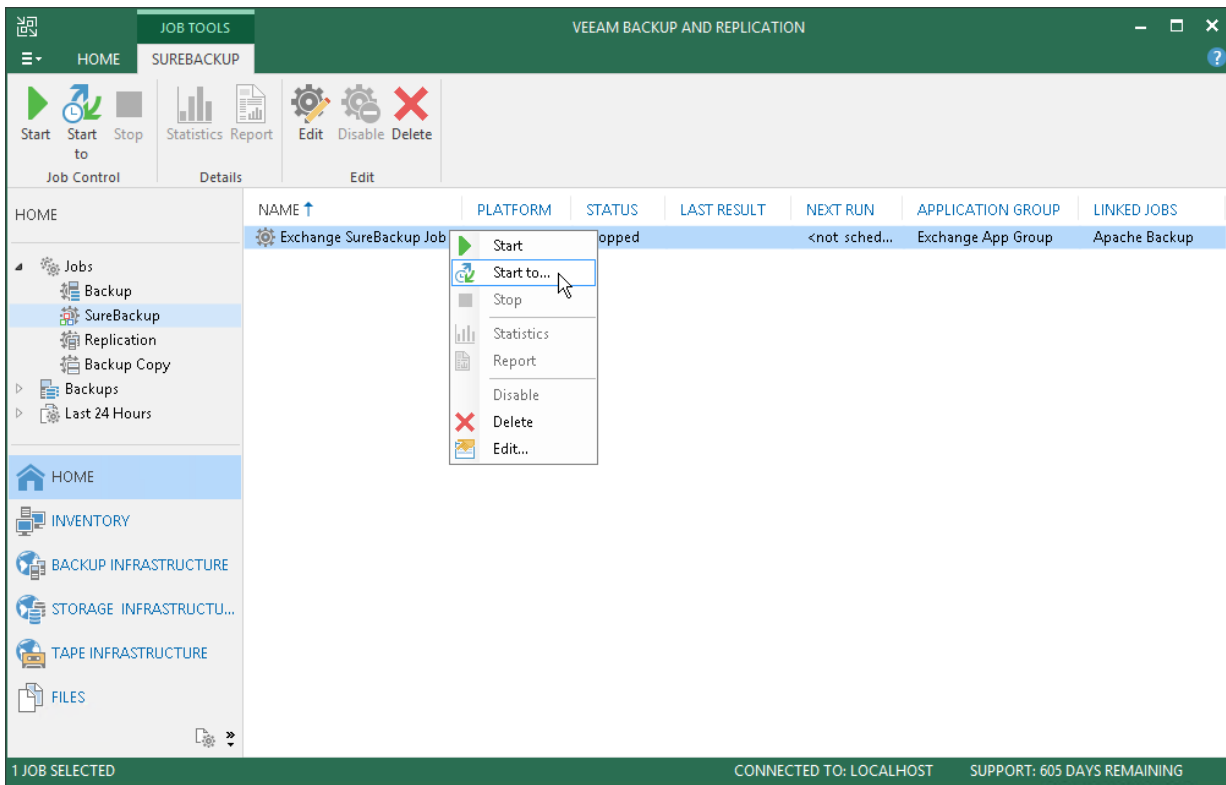 JOB TOOLS
VEEAM BACKUP AND REPLICATION
HOME SUREBACKUP
?
Start Start to Stop Statistics Report Edit Disable Delete
Job Control Details Edit
HOME
NAME PLATFORM STATUS LAST RESULT NEXT RUN APPLICATION GROUP LINKED JOBS
Exchange SureBackup Job opped <not sched... Exchange App Group Apache Backup
Start
Start to...
Stop
Statistics
Report
Disable
Delete
Edit...
Jobs
Backup
SureBackup
Replication
Backup Copy
Backups
Last 24 Hours
HOME
INVENTORY
BACKUP INFRASTRUCTURE
STORAGE INFRASTRUCTU...
TAPE INFRASTRUCTURE
FILES
1 JOB SELECTED CONNECTED TO: LOCALHOST SUPPORT: 605 DAYS REMAINING